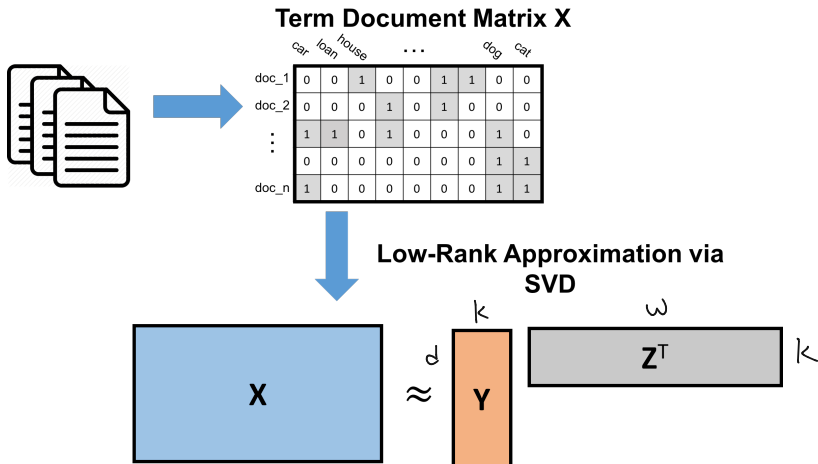 Term Document Matrix X
car loan house ... dog cat
doc_1 0 0 1 0 0 1 1 0 0
doc_2 0 0 0 1 0 1 0 0 0
⋮ 1 1 0 1 0 0 0 1 0
0 0 0 0 0 0 0 1 1
doc_n 1 0 0 0 0 0 0 1 1
Low-Rank Approximation via
SVD
k
w
d
k
X ≈ Y Zᵀ